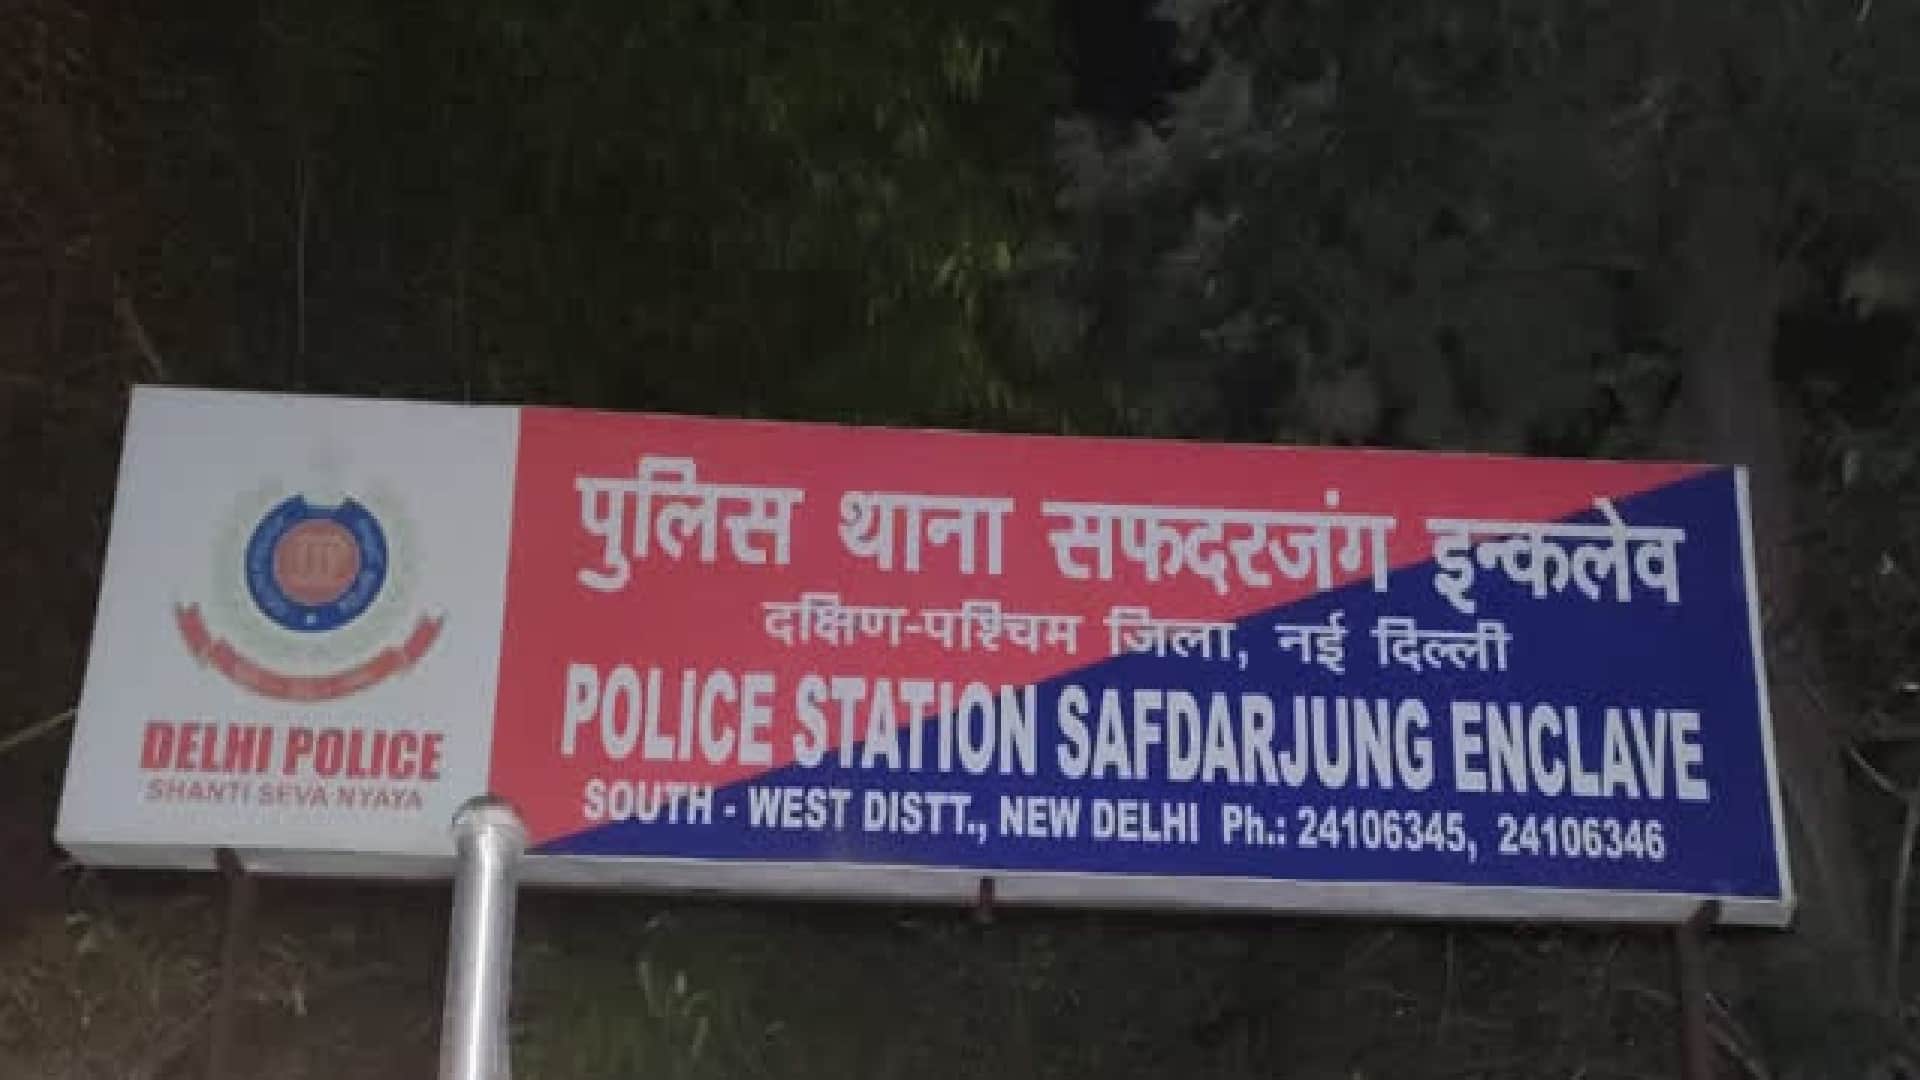 DELHI POLICE
SHANTI SEVA NYAYA
पुलिस थाना सफदरजंग इन्कलेव
दक्षिण-पश्चिम जिला, नई दिल्ली
POLICE STATION SAFDARJUNG ENCLAVE
SOUTH - WEST DISTT., NEW DELHI Ph.: 24106345, 24106346